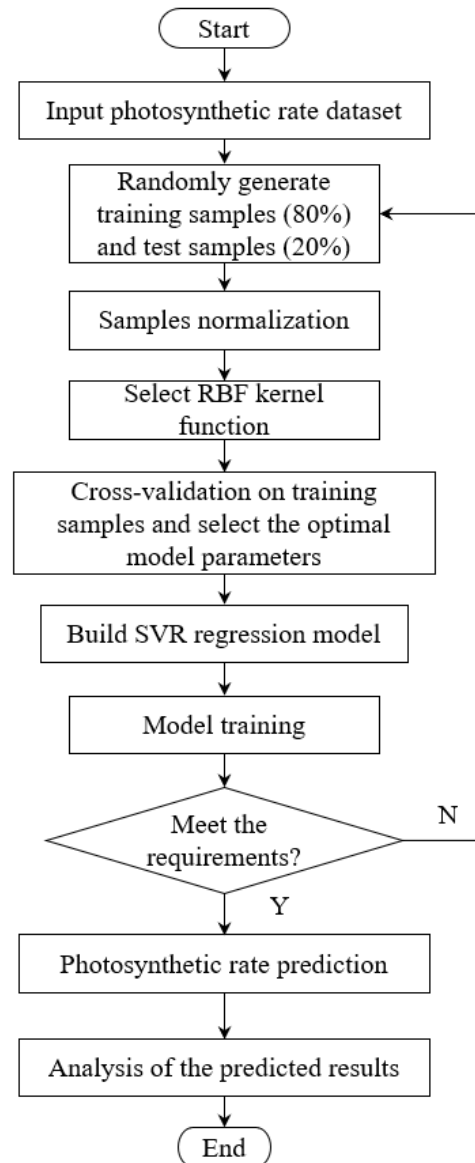 Start
Input photosynthetic rate dataset
Randomly generate
training samples (80%)
and test samples (20%)
Samples normalization
Select RBF kernel
function
Cross-validation on training
samples and select the optimal
model parameters
Build SVR regression model
Model training
Meet the
requirements?
N
Y
Photosynthetic rate prediction
Analysis of the predicted results
End